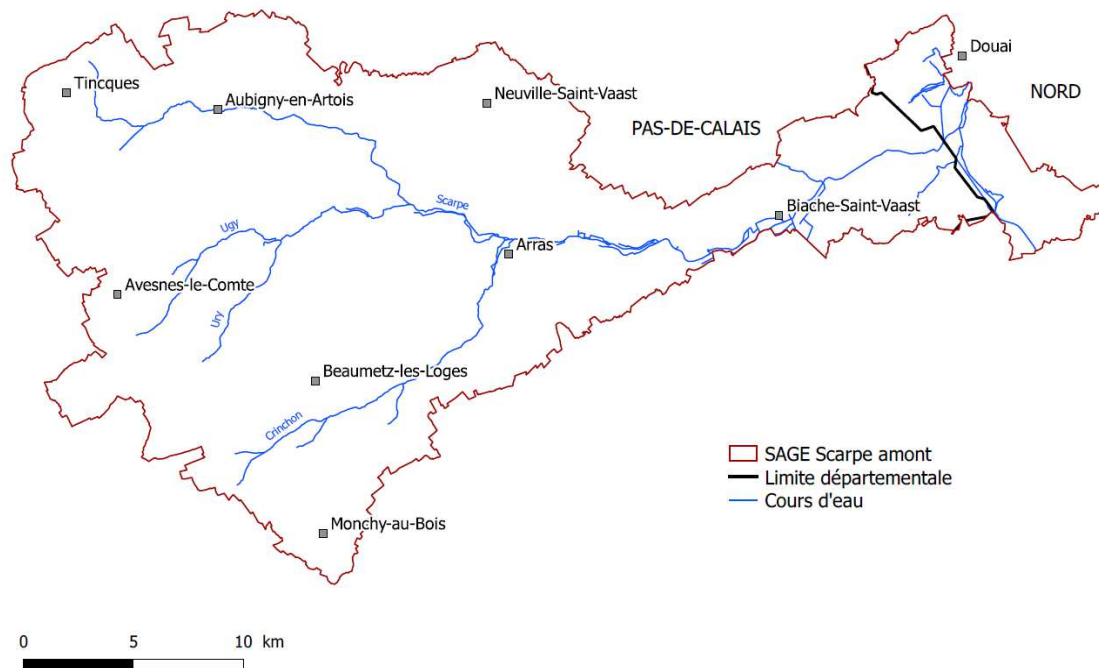 Douai
Tincques
NORD
Aubigny-en-Artois
Neuville-Saint-Vaast
PAS-DE-CALAIS
Scarpe
Biache-Saint-Vaast
Ugy
Arras
Avesnes-le-Comte
Ury
Beaumetz-les-Loges
Crinchon
SAGE Scarpe amont
Limite départementale
Cours d'eau
Monchy-au-Bois
0 5 10 km